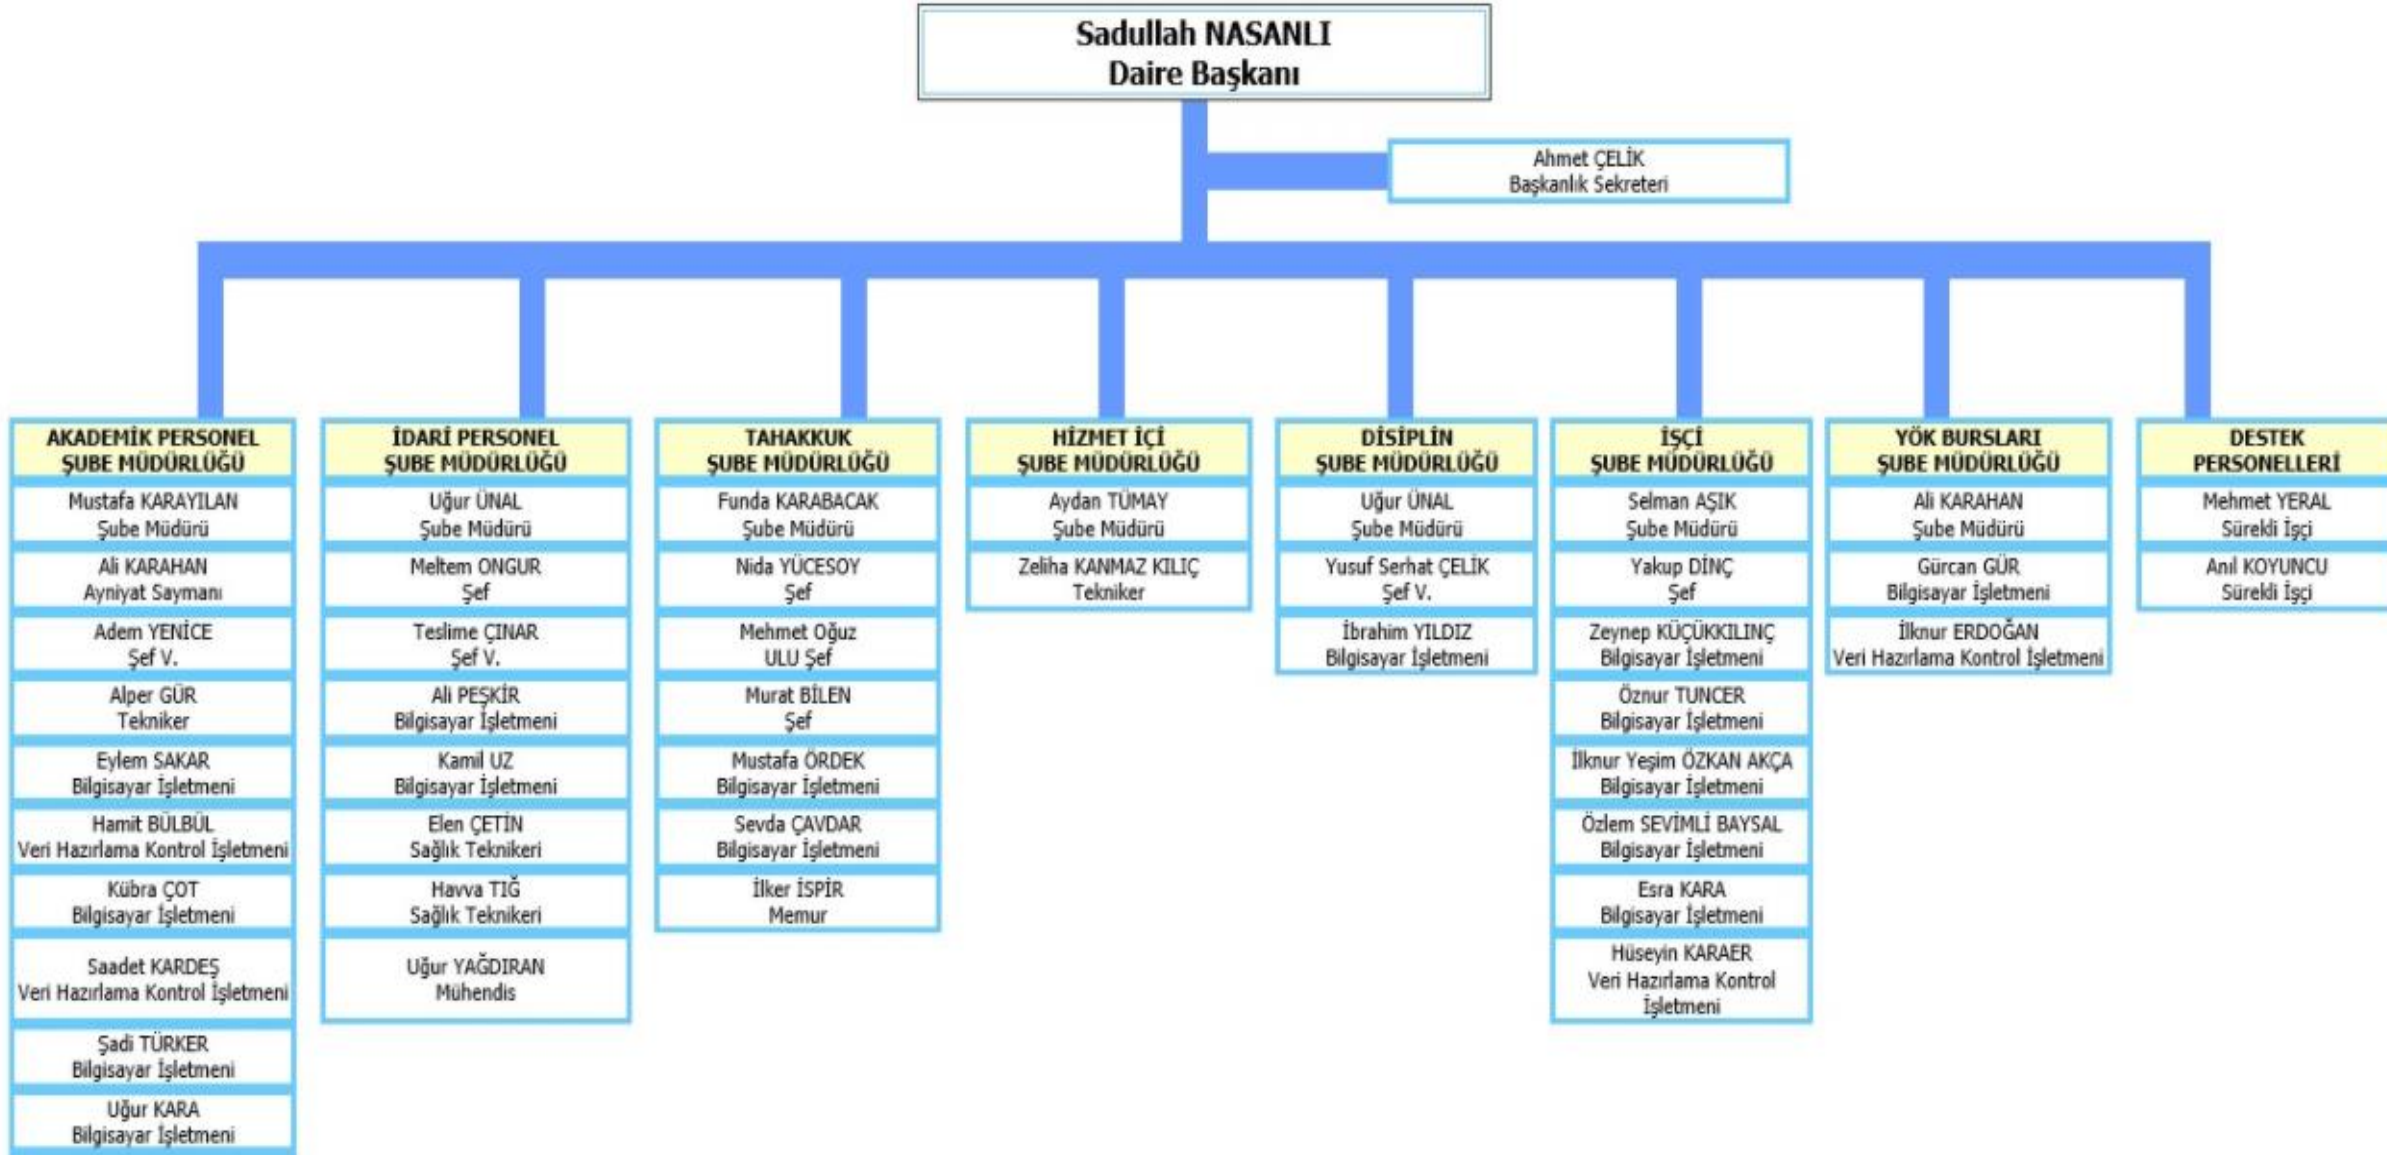 Sadullah NASANLI
Daire Başkanı
Ahmet ÇELİK
Başkanlık Sekreteri
AKADEMİK PERSONEL
ŞUBE MÜDÜRLÜĞÜ
Mustafa KARAYILAN
Şube Müdürü
Ali KARAHAN
Ayniyat Saymanı
Adem YENİCE
Şef V.
Alper GÜR
Tekniker
Eylem SAKAR
Bilgisayar İşletmeni
Hamit BÜLBÜL
Veri Hazırlama Kontrol İşletmeni
Kübra ÇOT
Bilgisayar İşletmeni
Saadet KARDEŞ
Veri Hazırlama Kontrol İşletmeni
Şadi TÜRKER
Bilgisayar İşletmeni
Uğur KARA
Bilgisayar İşletmeni
İDARİ PERSONEL
ŞUBE MÜDÜRLÜĞÜ
Uğur ÜNAL
Şube Müdürü
Meltem ONGUR
Şef
Teslime ÇINAR
Şef V.
Ali PEŞKİR
Bilgisayar İşletmeni
Kamil UZ
Bilgisayar İşletmeni
Elen ÇETİN
Sağlık Teknikeri
Havva TIĞ
Sağlık Teknikeri
Uğur YAĞDIRAN
Mühendis
TAHAKKUK
ŞUBE MÜDÜRLÜĞÜ
Funda KARABACAK
Şube Müdürü
Nida YÜCESOY
Şef
Mehmet Oğuz
ULU Şef
Murat BİLEN
Şef
Mustafa ÖRDEK
Bilgisayar İşletmeni
Sevda ÇAVDAR
Bilgisayar İşletmeni
İlker İSPİR
Memur
HİZMET İÇİ
ŞUBE MÜDÜRLÜĞÜ
Aydan TÜMAY
Şube Müdürü
Zeliha KANMAZ KILIÇ
Tekniker
DİSİPLİN
ŞUBE MÜDÜRLÜĞÜ
Uğur ÜNAL
Şube Müdürü
Yusuf Serhat ÇELİK
Şef V.
İbrahim YILDIZ
Bilgisayar İşletmeni
İŞÇİ
ŞUBE MÜDÜRLÜĞÜ
Selman AŞIK
Şube Müdürü
Yakup DİNÇ
Şef
Zeynep KÜÇÜKKILINÇ
Bilgisayar İşletmeni
Öznur TUNCER
Bilgisayar İşletmeni
İlknur Yeşim ÖZKAN AKÇA
Bilgisayar İşletmeni
Özlem SEVİMLİ BAYSAL
Bilgisayar İşletmeni
Esra KARA
Bilgisayar İşletmeni
Hüseyin KARAER
Veri Hazırlama Kontrol
İşletmeni
YÖK BURSLARI
ŞUBE MÜDÜRLÜĞÜ
Ali KARAHAN
Şube Müdürü
Gürcan GÜR
Bilgisayar İşletmeni
İlknur ERDOĞAN
Veri Hazırlama Kontrol İşletmeni
DESTEK
PERSONELLERİ
Mehmet YERAL
Sürekli İşçi
Anıl KOYUNCU
Sürekli İşçi